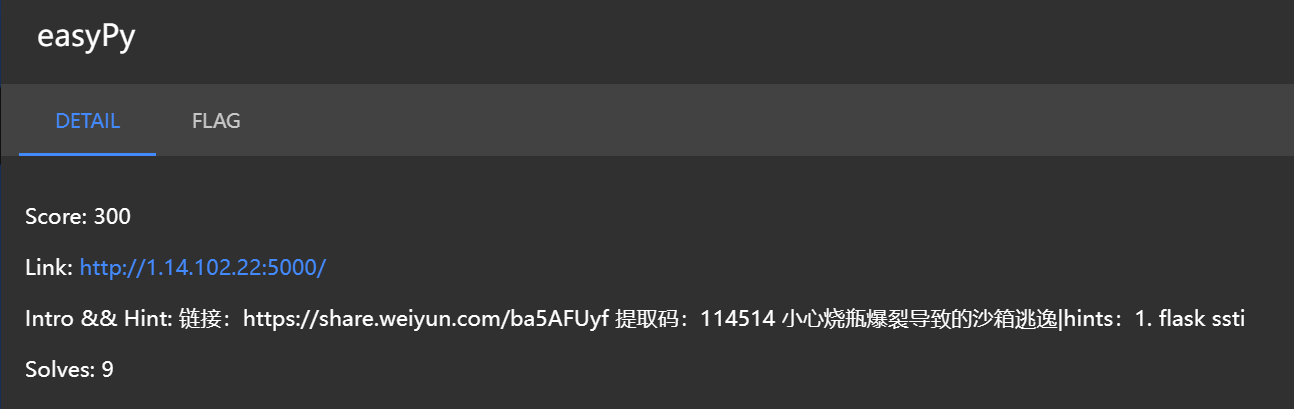 easyPy
DETAIL FLAG
Score: 300
Link: http://1.14.102.22:5000/
Intro && Hint: 链接：https://share.weiyun.com/ba5AFUyf 提取码：114514 小心烧瓶爆裂导致的沙箱逃逸|hints：1. flask ssti
Solves: 9